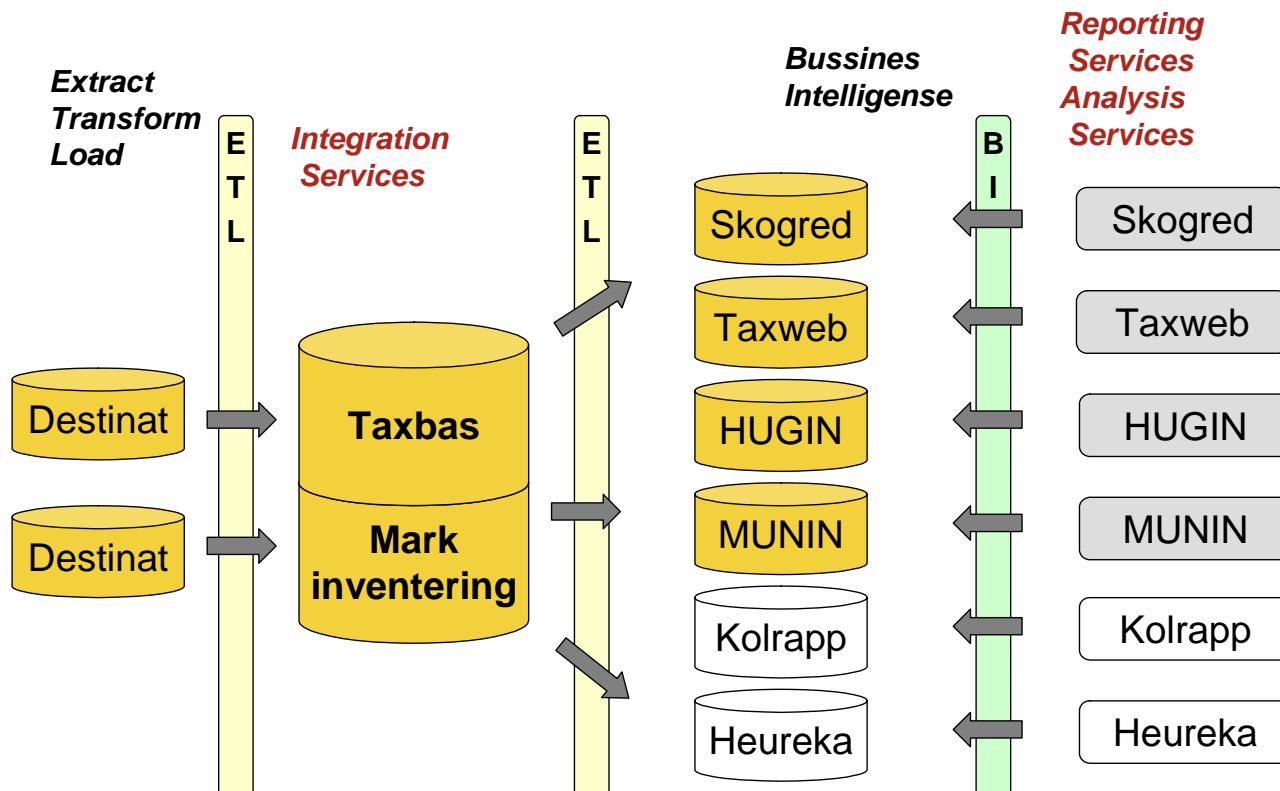 Extract
Transform
Load
E
T
L
Integration
Services
E
T
L
Bussines
Intelligense
B
I
Reporting
Services
Analysis
Services
Destinat
Destinat
Taxbas
Mark
inventering
Skogred
Taxweb
HUGIN
MUNIN
Kolrapp
Heureka
Skogred
Taxweb
HUGIN
MUNIN
Kolrapp
Heureka